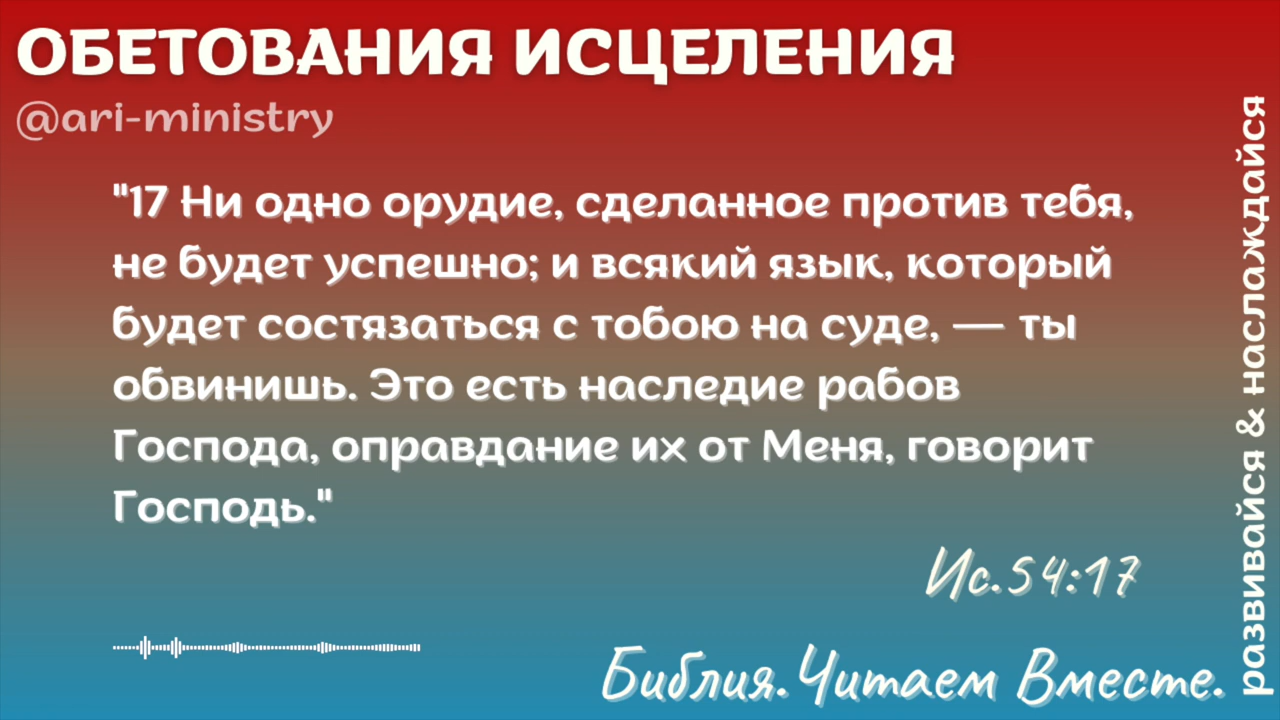 ОБЕТОВАНИЯ ИСЦЕЛЕНИЯ
@ari-ministry
"17 Ни одно орудие, сделанное против тебя,
не будет успешно; и всякий язык, который
будет состязаться с тобою на суде, — ты
обвинишь. Это есть наследие рабов
Господа, оправдание их от Меня, говорит
Господь."
Ис.54:17
Библия.Читаем Вместе.
развивайся & наслаждайся